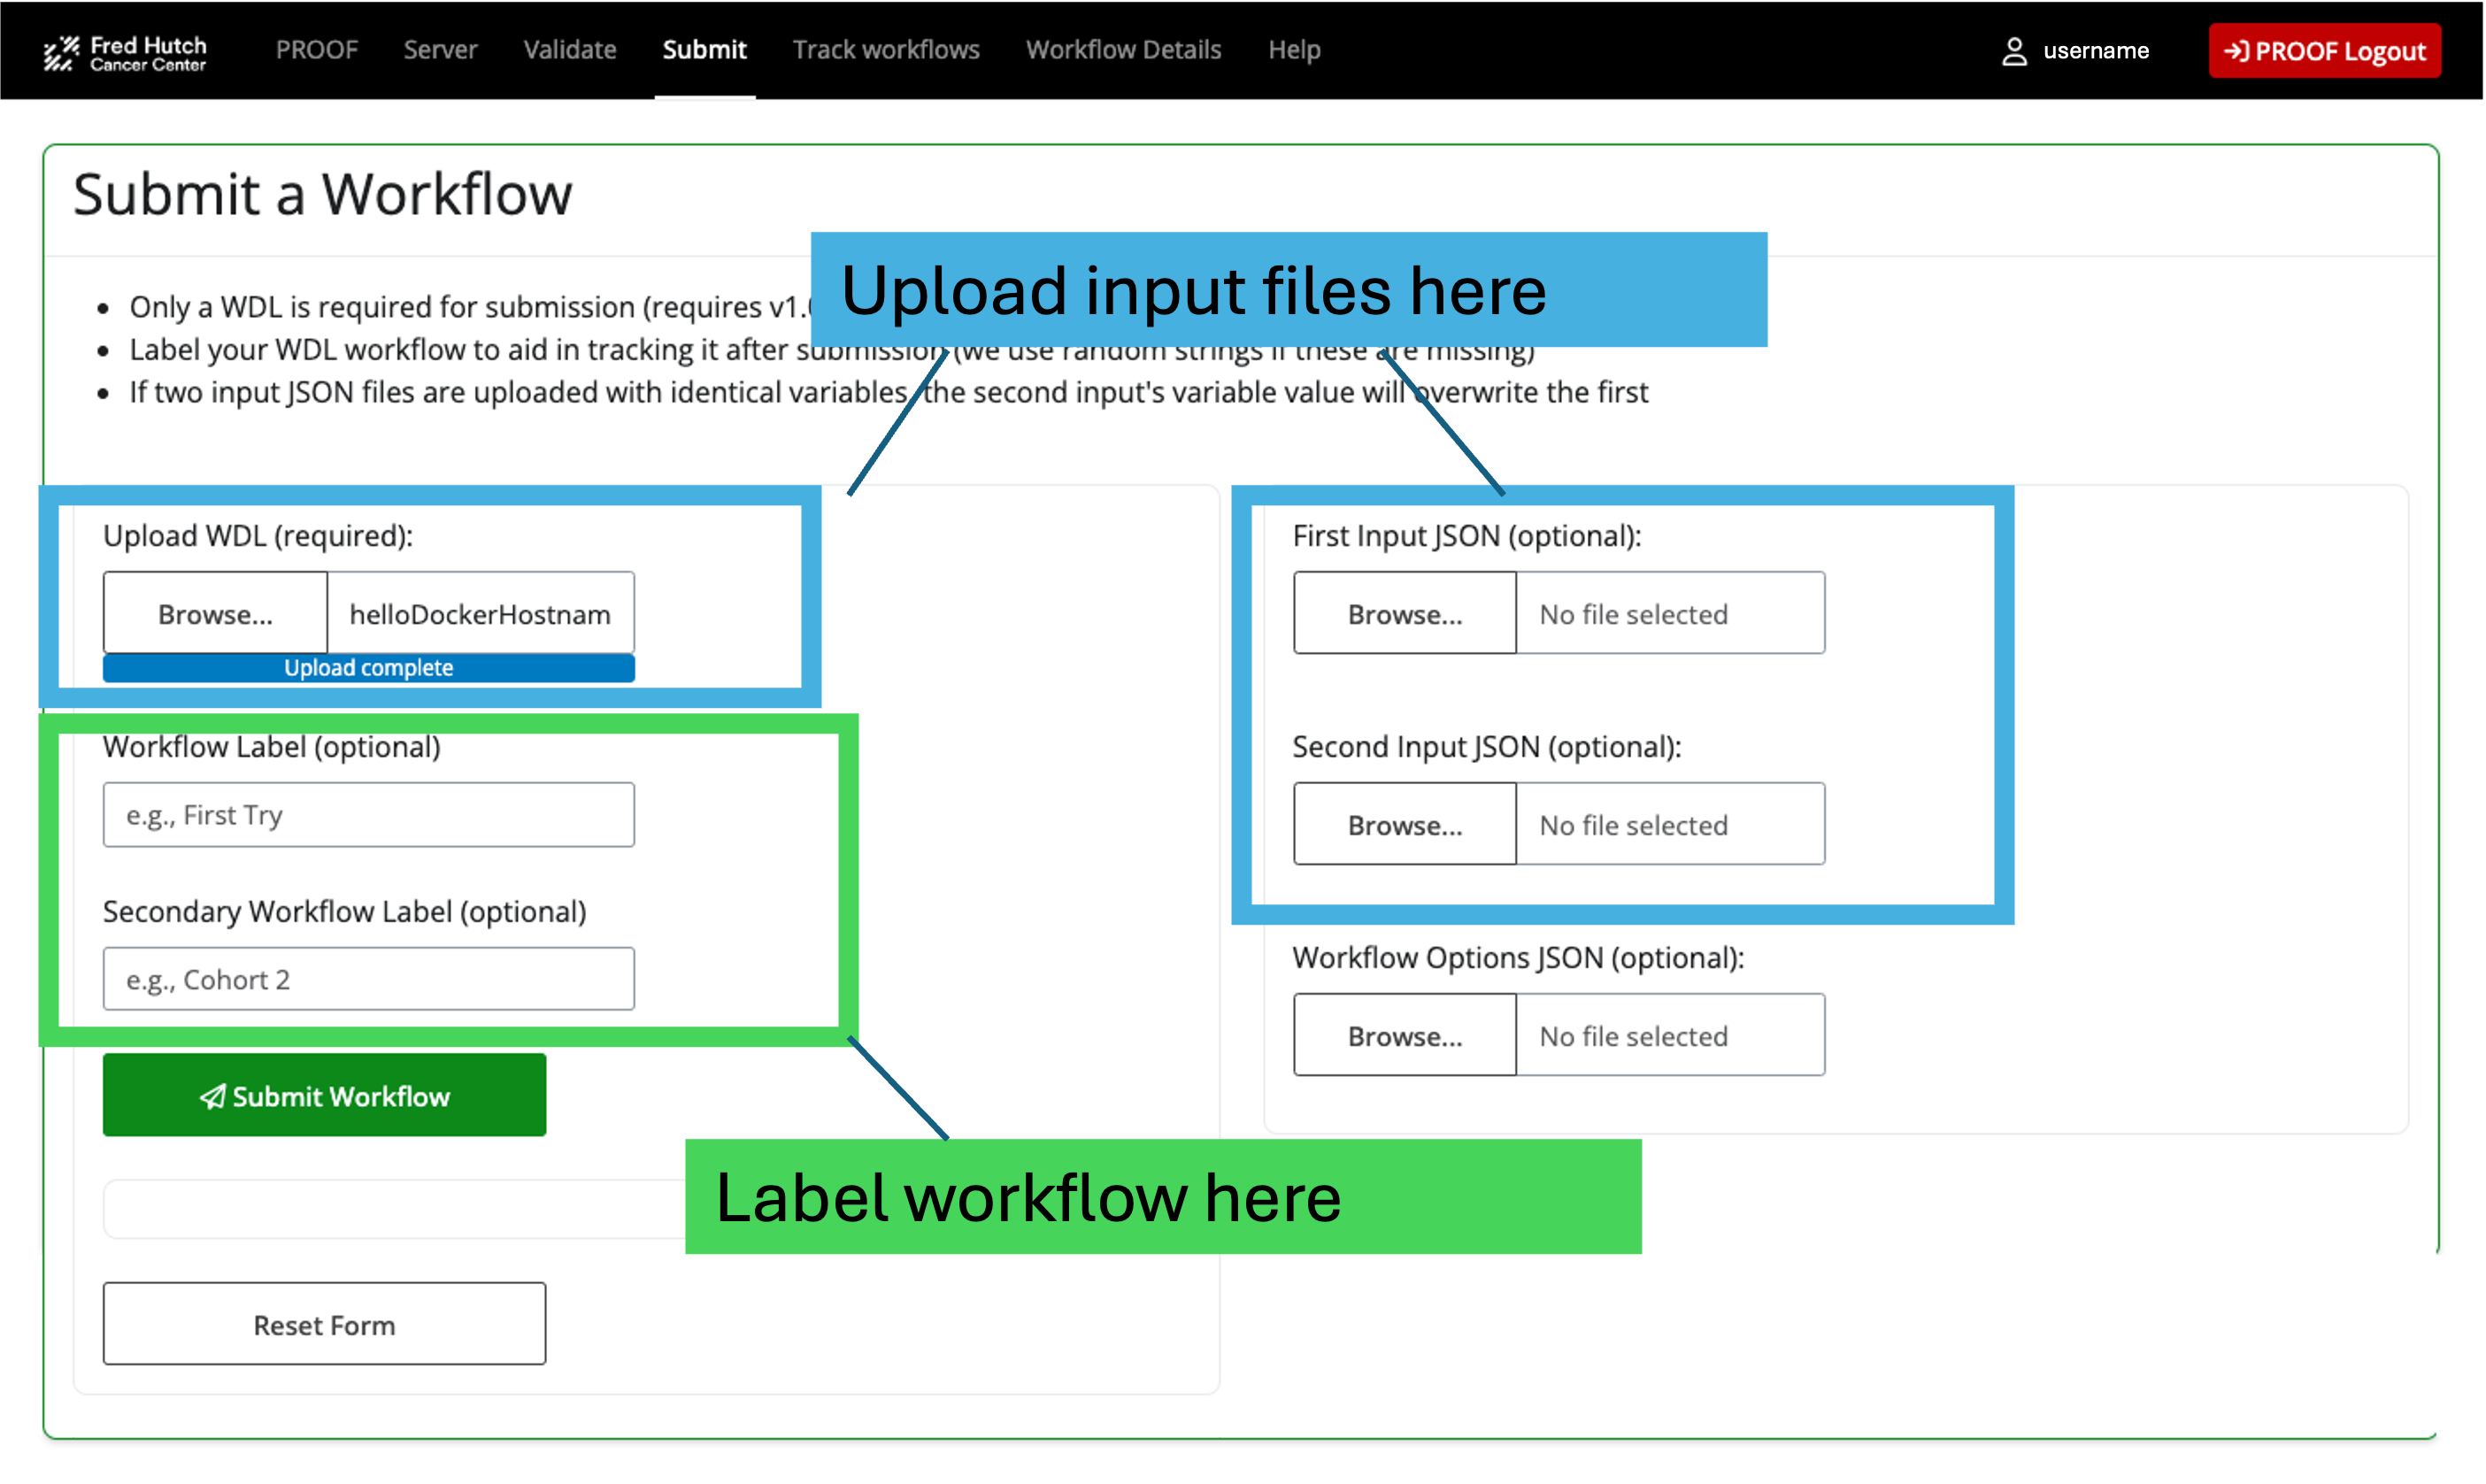 Fred Hutch
Cancer Center
PROOF
Server
Validate
Submit
Track workflows
Workflow Details
Help
username
PROOF Logout
Submit a Workflow
Upload input files here
Only a WDL is required for submission (requires
Label your WDL workflow to aid in tracking it after submission (we use random strings if these are missing)
If two input JSON files are uploaded with identical variables, the second input's variable value will overwrite the first
Upload WDL (required):
Browse...
helloDockerHostnam
Upload complete
Workflow Label (optional)
e.g., First Try
Secondary Workflow Label (optional)
e.g., Cohort 2
Submit Workflow
Label workflow here
Reset Form
First Input JSON (optional):
Browse...
No file selected
Second Input JSON (optional):
Browse...
No file selected
Workflow Options JSON (optional):
Browse...
No file selected